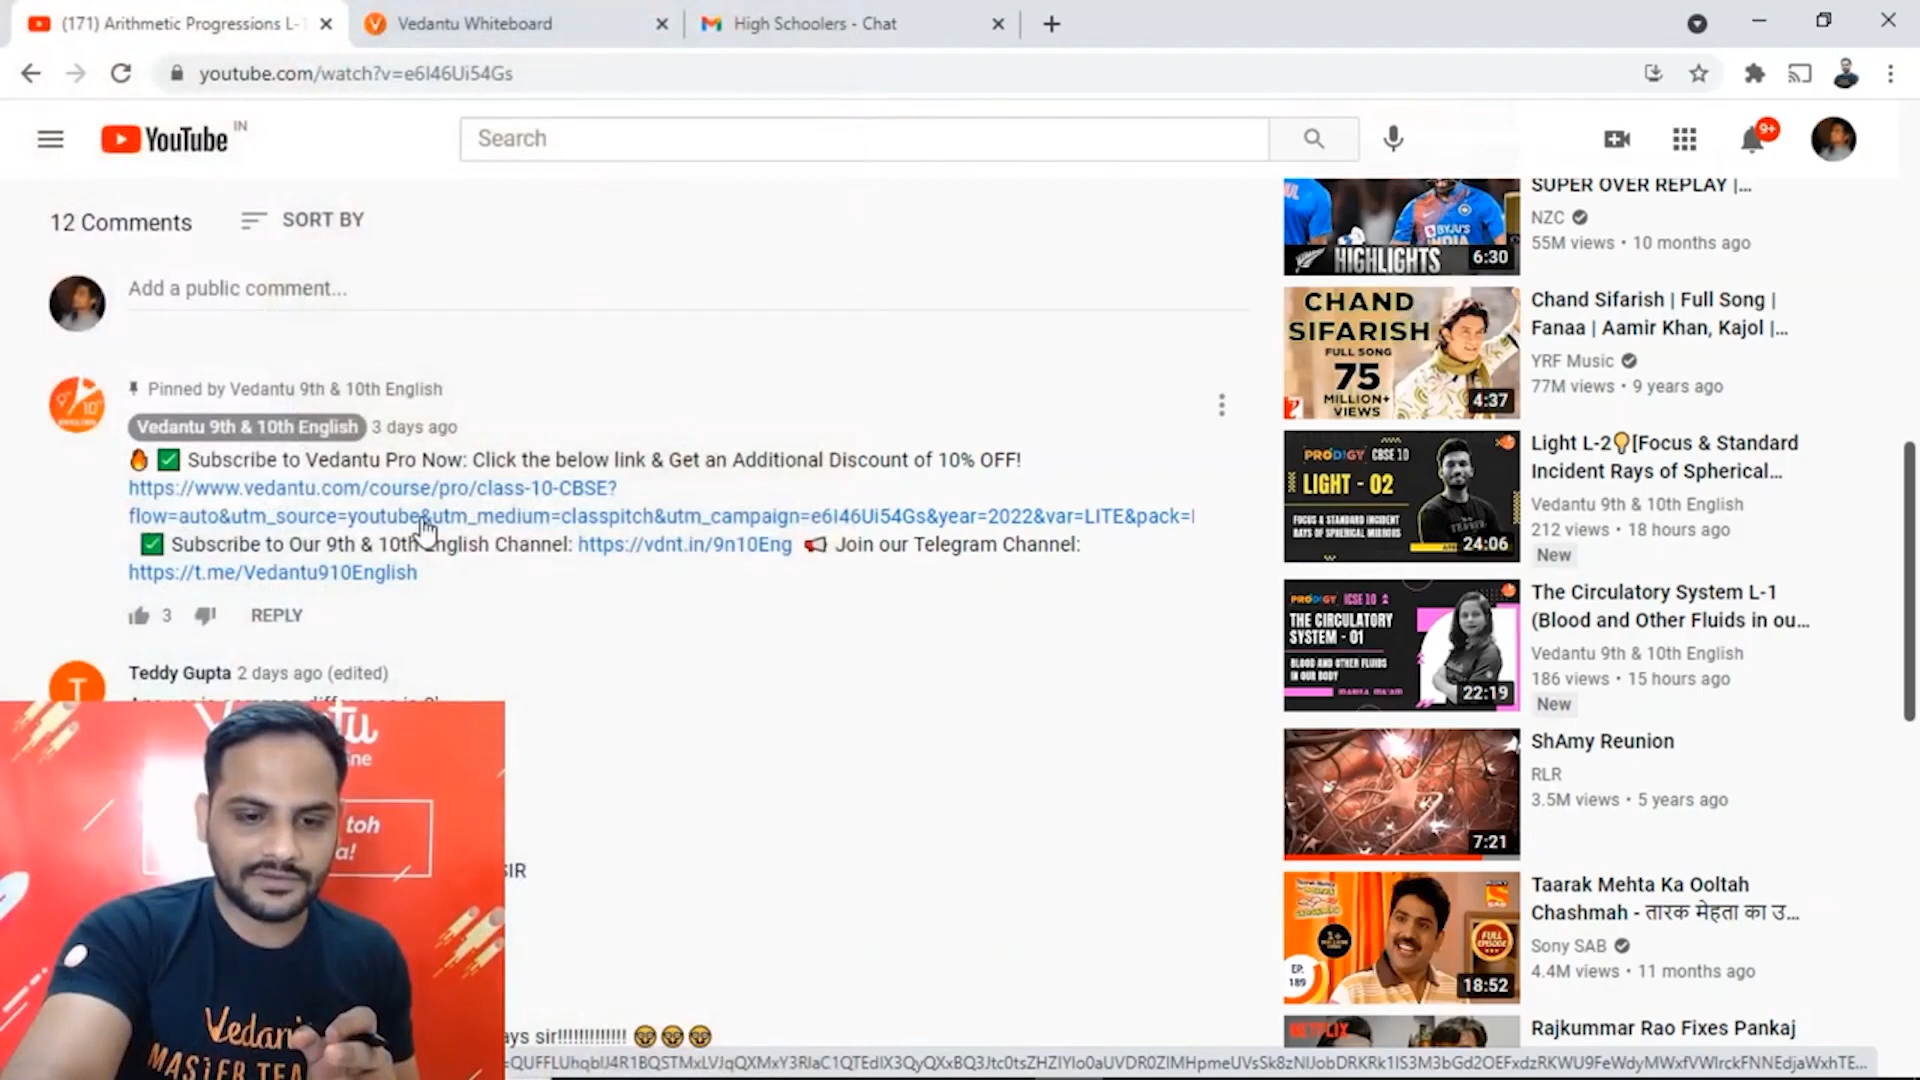 (171) Arithmetic Progressions L-1
Vedantu Whiteboard
High Schoolers - Chat
youtube.com/watch?v=e6I46Ui54Gs
YouTube IN
Search
9+
12 Comments
SORT BY
Add a public comment...
Pinned by Vedantu 9th & 10th English
Vedantu 9th & 10th English 3 days ago
🔥 ✅ Subscribe to Vedantu Pro Now: Click the below link & Get an Additional Discount of 10% OFF!
https://www.vedantu.com/course/pro/class-10-CBSE?
flow=auto&utm_source=youtube&utm_medium=classpitch&utm_campaign=e6I46Ui54Gs&year=2022&var=LITE&pack=
✅ Subscribe to Our 9th & 10th English Channel: https://vdnt.in/9n10Eng 📢 Join our Telegram Channel:
https://t.me/Vedantu910English
3
REPLY
T
Teddy Gupta 2 days ago (edited)
SIR
ays sir!!!!!!!!!!!!!
toh
a!
MASTER TEA
BYJU'S
HIGHLIGHTS
6:30
SUPER OVER REPLAY |...
NZC
55M views • 10 months ago
CHAND
SIFARISH
FULL SONG
75
MILLION+
VIEWS
4:37
Chand Sifarish | Full Song |
Fanaa | Aamir Khan, Kajol |...
YRF Music
77M views • 9 years ago
PRODIGY CBSE 10
LIGHT - 02
FOCUS & STANDARD INCIDENT
RAYS OF SPHERICAL MIRRORS
24:06
Light L-2💡[Focus & Standard
Incident Rays of Spherical...
Vedantu 9th & 10th English
212 views • 18 hours ago
New
PRODIGY ICSE 10
THE CIRCULATORY
SYSTEM - 01
BLOOD AND OTHER FLUIDS
IN OUR BODY
22:19
The Circulatory System L-1
(Blood and Other Fluids in ou...
Vedantu 9th & 10th English
186 views • 15 hours ago
New
7:21
ShAmy Reunion
RLR
3.5M views • 5 years ago
EP.
189
FULL
EPISODE
18:52
Taarak Mehta Ka Ooltah
Chashmah - तारक मेहता का उ...
Sony SAB
4.4M views • 11 months ago
NETFLIX
Rajkummar Rao Fixes Pankaj